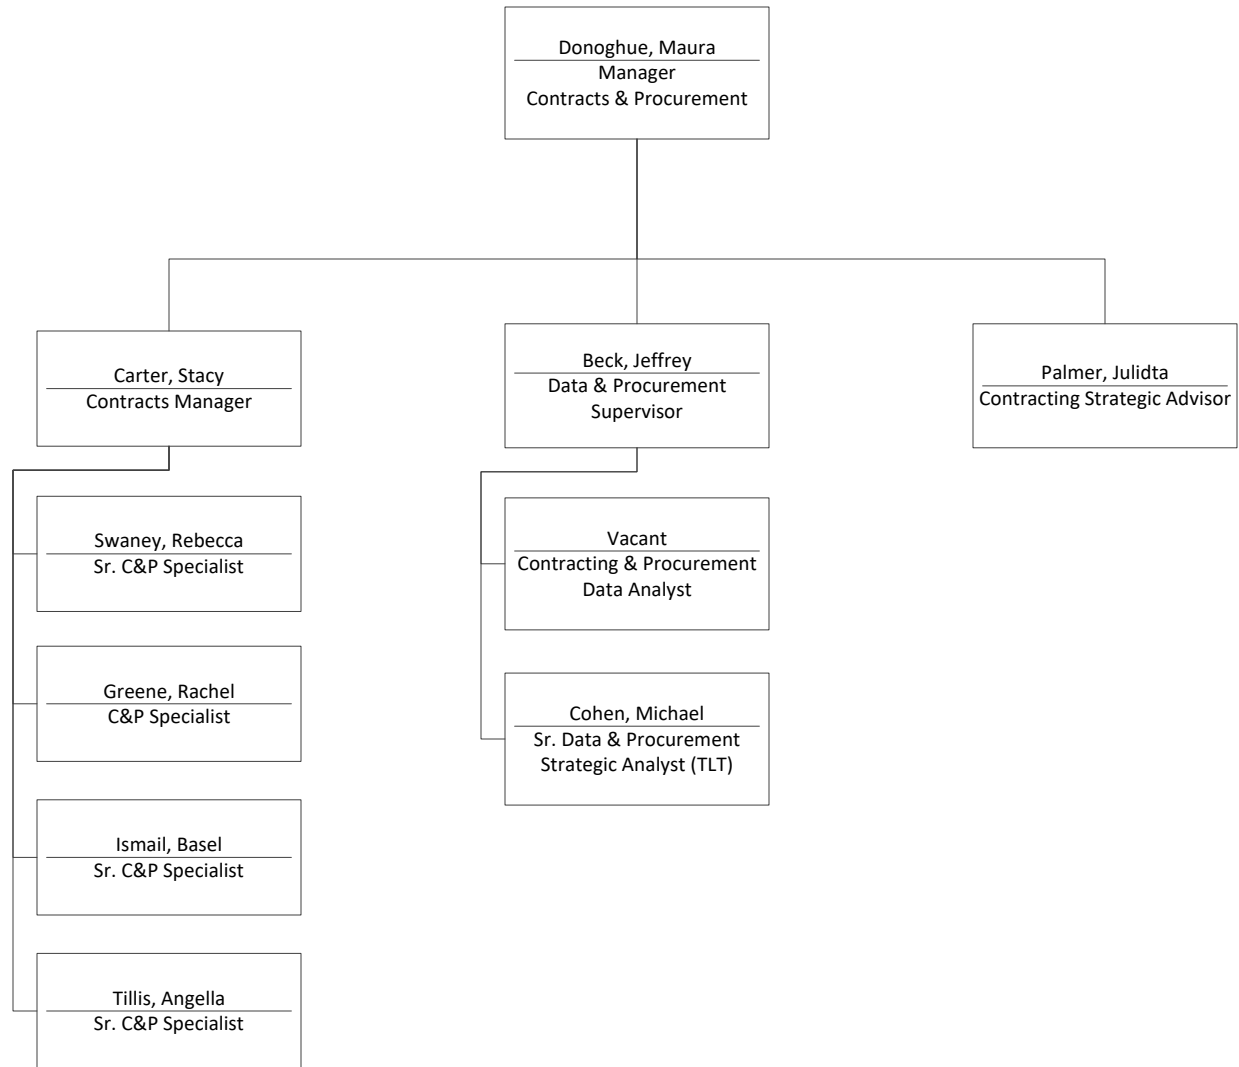 Donoghue, Maura
Manager
Contracts & Procurement
Carter, Stacy
Contracts Manager
Beck, Jeffrey
Data & Procurement
Supervisor
Palmer, Julidta
Contracting Strategic Advisor
Swaney, Rebecca
Sr. C&P Specialist
Greene, Rachel
C&P Specialist
Ismail, Basel
Sr. C&P Specialist
Tillis, Angella
Sr. C&P Specialist
Vacant
Contracting & Procurement
Data Analyst
Cohen, Michael
Sr. Data & Procurement
Strategic Analyst (TLT)